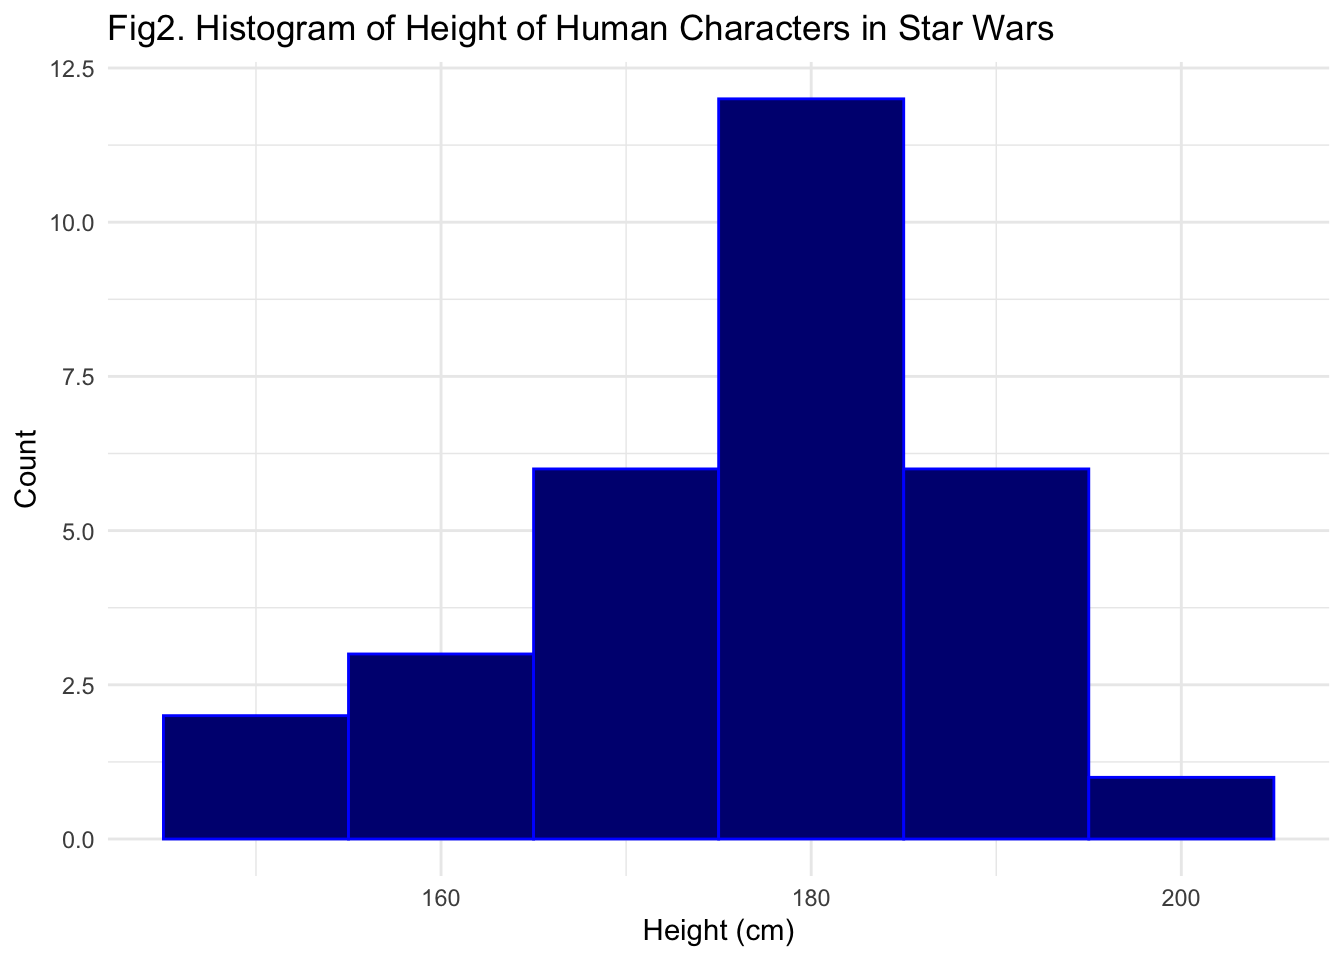 Fig2. Histogram of Height of Human Characters in Star Wars
12.5
10.0
7.5
5.0
2.5
0.0
Count
160 180 200
Height (cm)